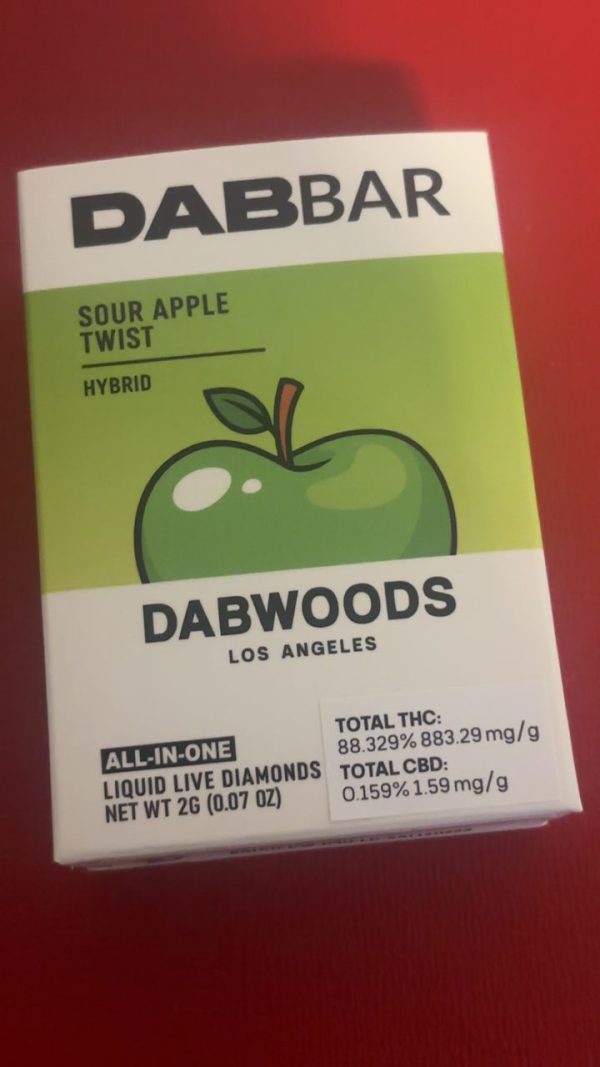 DABBAR
SOUR APPLE
TWIST
HYBRID
DABWOODS
LOS ANGELES
ALL-IN-ONE
LIQUID LIVE DIAMONDS
NET WT 2G (0.07 OZ)
TOTAL THC:
88.329% 883.29 mg/g
TOTAL CBD:
0.159% 1.59 mg/g